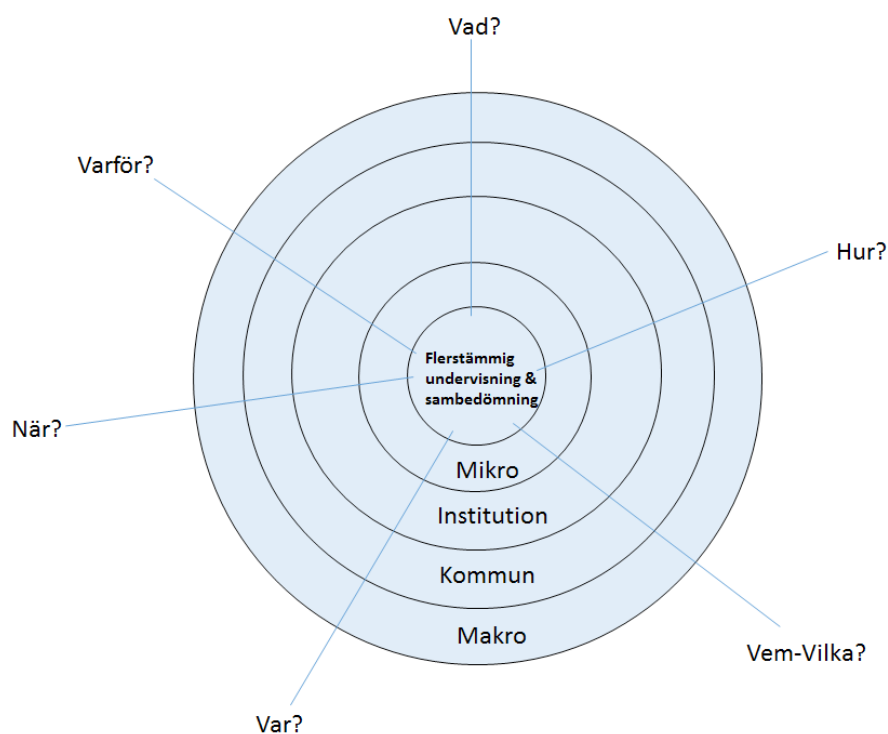 Vad?
Varför?
Hur?
Flerstämmig
undervisning &
sambedömning
När?
Mikro
Institution
Kommun
Makro
Vem-Vilka?
Var?